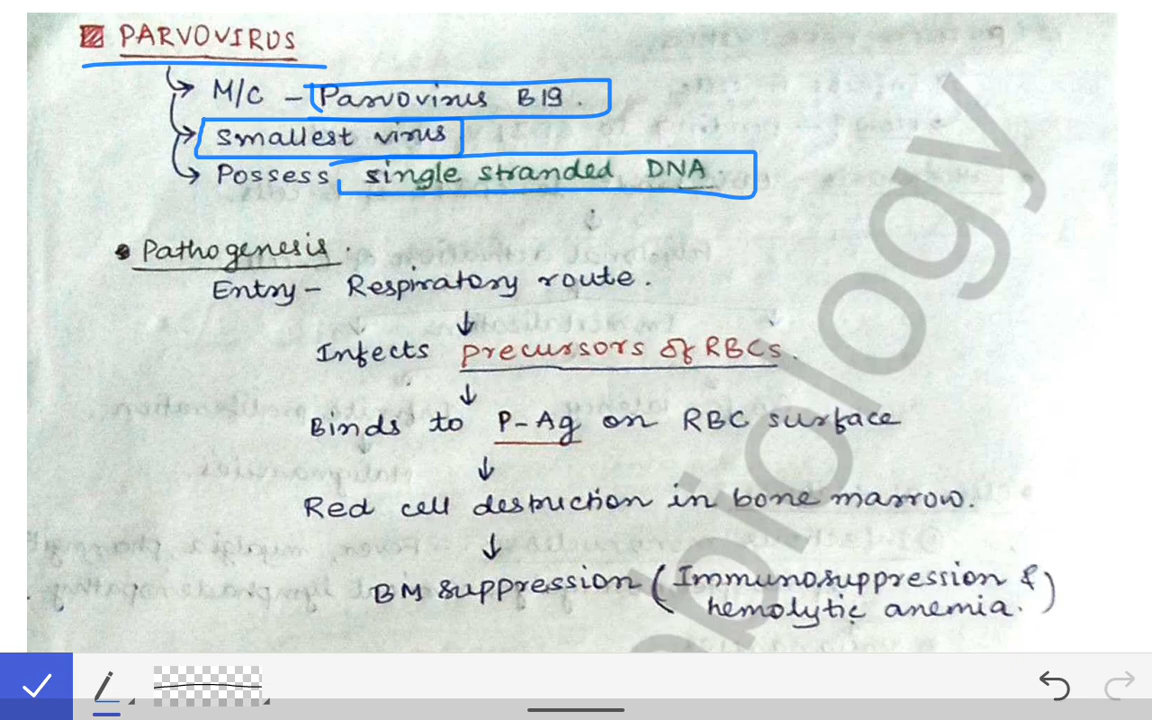 PARVOVIRUS
M/C - Parvovirus B19.
Smallest virus
Possess single stranded DNA.
Pathogenesis.
Entry - Respiratory route.
↓
Infects precursors of RBCs.
↓
Binds to P-Ag on RBC surface
↓
Red cell destruction in bone marrow.
↓
BM suppression (Immunosuppression &
hemolytic anemia.)